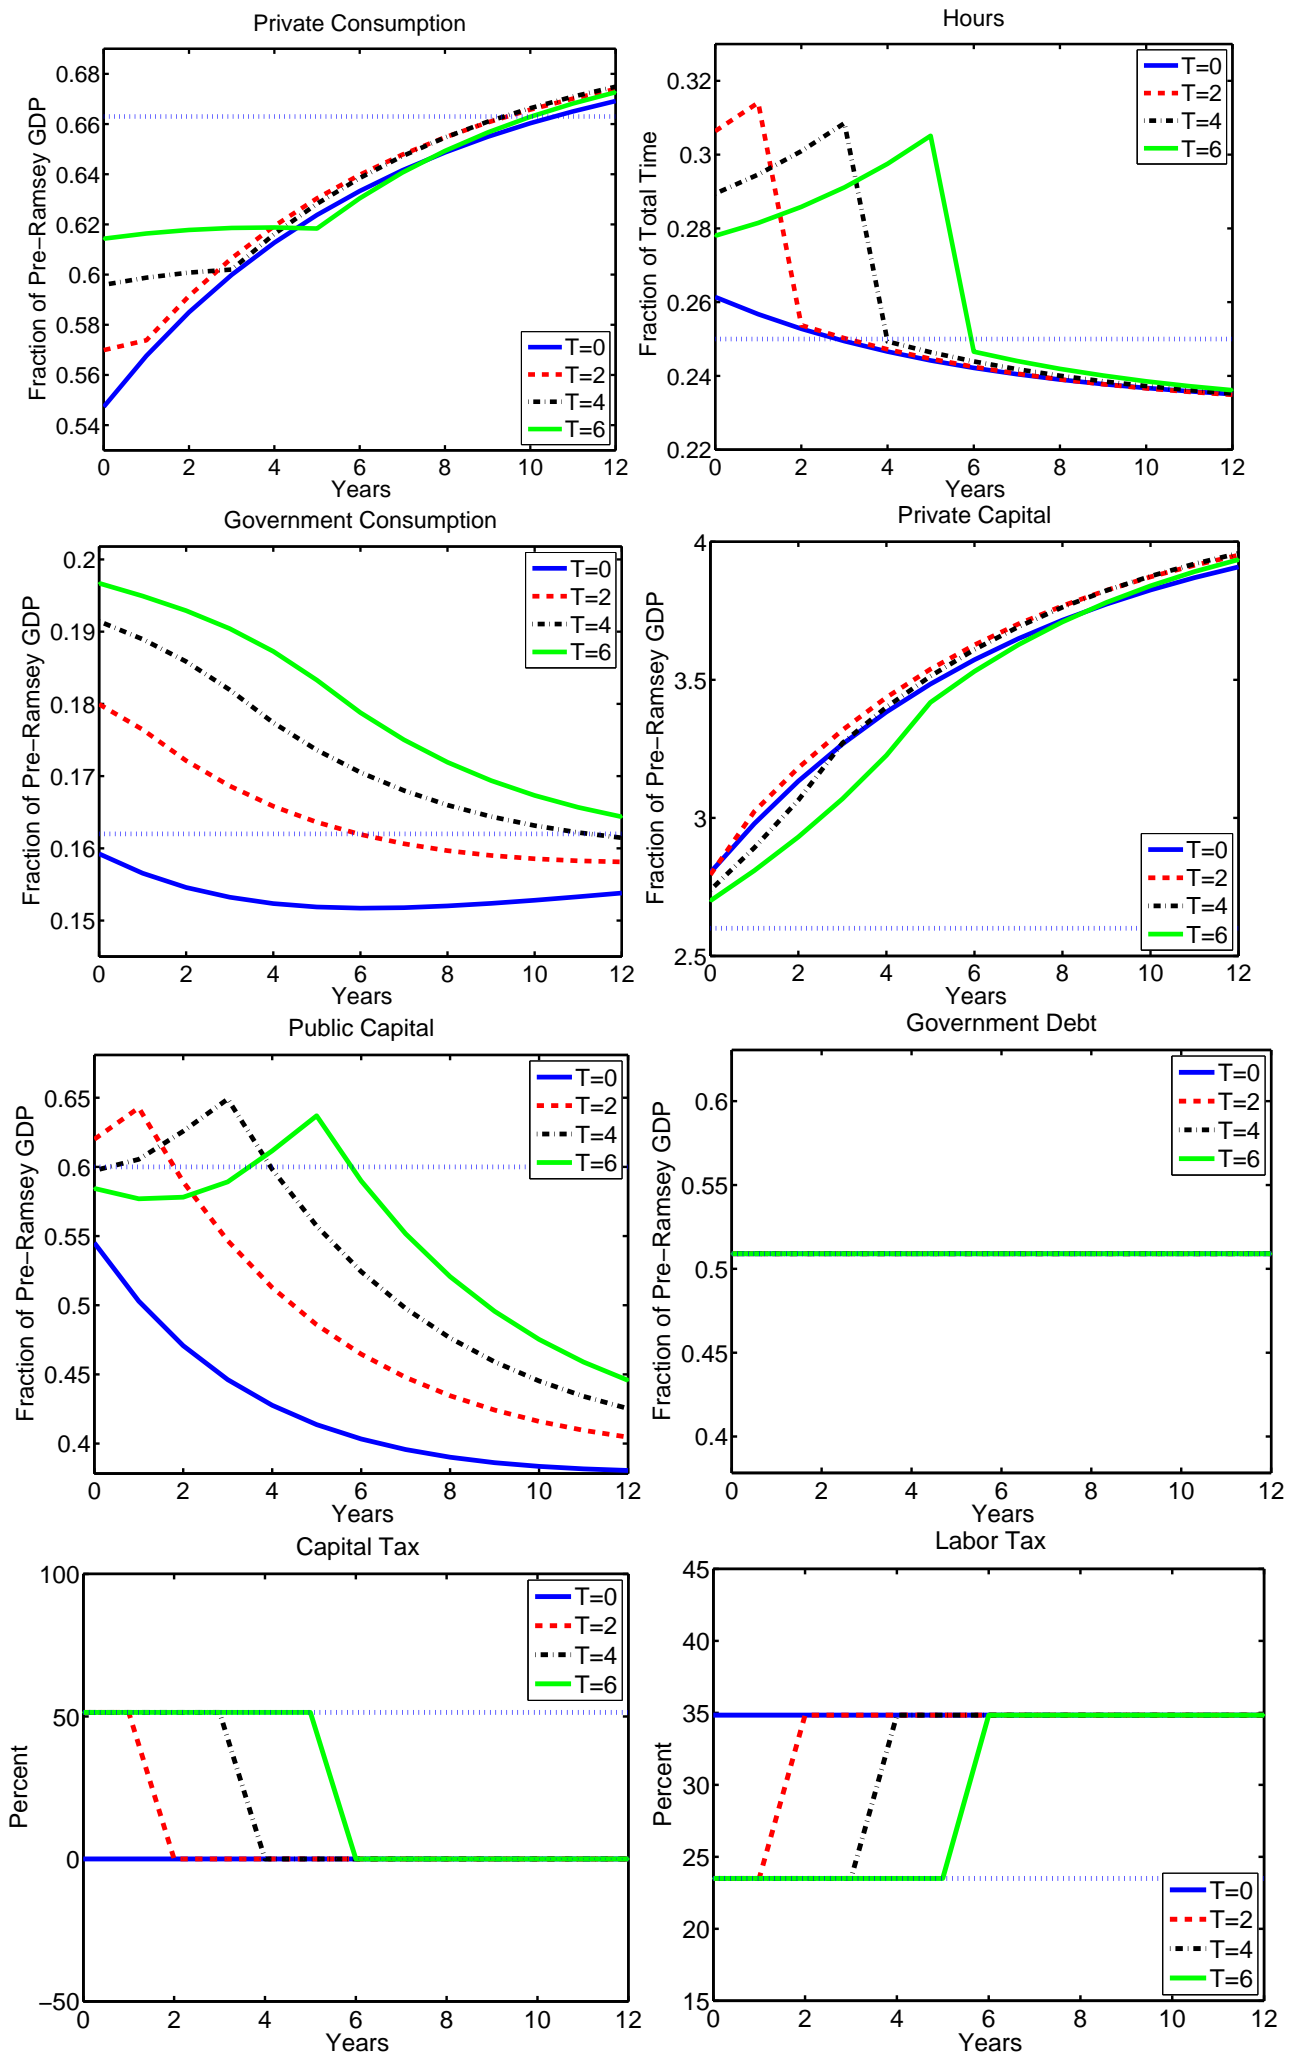 Private Consumption
Fraction of Pre−Ramsey GDP
0.68
0.66
0.64
0.62
0.6
0.58
0.56
0.54
0 2 4 6 8 10 12
Years
T=0
T=2
T=4
T=6
Hours
Fraction of Total Time
0.32
0.3
0.28
0.26
0.24
0.22
0 2 4 6 8 10 12
Years
T=0
T=2
T=4
T=6
Government Consumption
Fraction of Pre−Ramsey GDP
0.2
0.19
0.18
0.17
0.16
0.15
0 2 4 6 8 10 12
Years
T=0
T=2
T=4
T=6
Private Capital
Fraction of Pre−Ramsey GDP
4
3.5
3
2.5
0 2 4 6 8 10 12
Years
T=0
T=2
T=4
T=6
Public Capital
Fraction of Pre−Ramsey GDP
0.65
0.6
0.55
0.5
0.45
0.4
0 2 4 6 8 10 12
Years
T=0
T=2
T=4
T=6
Government Debt
Fraction of Pre−Ramsey GDP
0.6
0.55
0.5
0.45
0.4
0 2 4 6 8 10 12
Years
T=0
T=2
T=4
T=6
Capital Tax
Percent
100
50
0
−50
0 2 4 6 8 10 12
Years
T=0
T=2
T=4
T=6
Labor Tax
Percent
45
40
35
30
25
20
15
0 2 4 6 8 10 12
Years
T=0
T=2
T=4
T=6